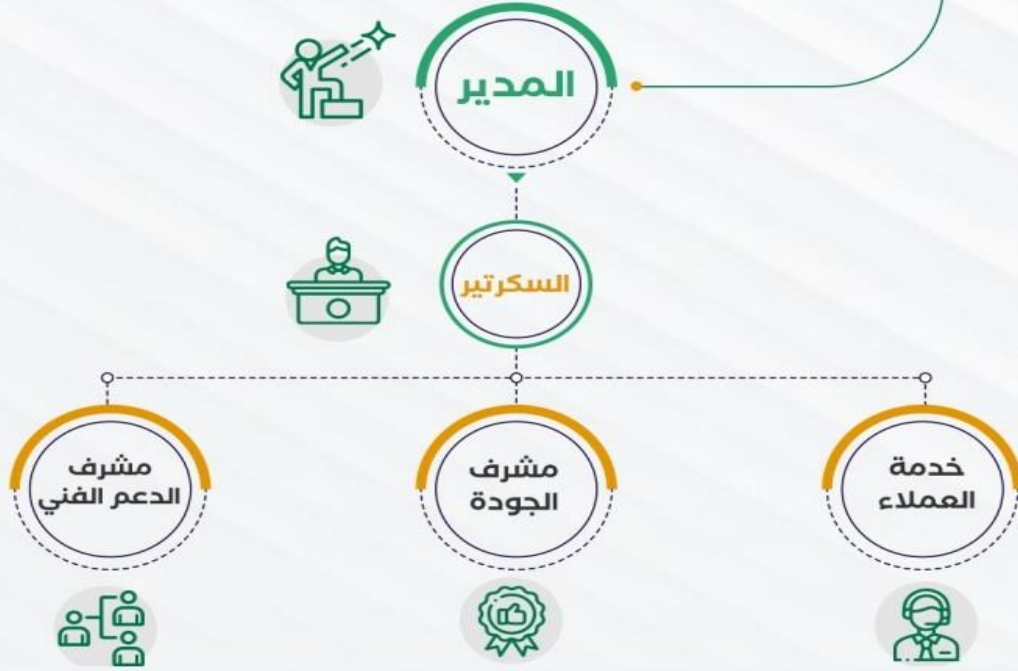 المدير
السكرتير
خدمة
العملاء
مشرف
الجودة
مشرف
الدعم الفني